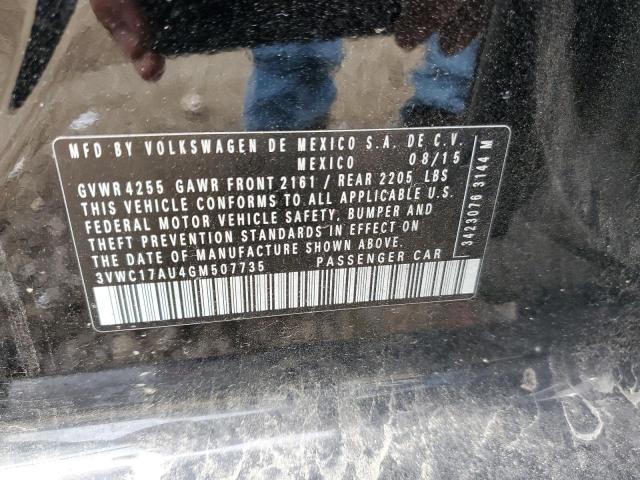 MFD BY VOLKSWAGEN DE MEXICO S.A. DE C.V.
MEXICO 08/15
GVWR 4255 GAWR FRONT 2161 / REAR 2205 LBS
THIS VEHICLE CONFORMS TO ALL APPLICABLE U.S.
FEDERAL MOTOR VEHICLE SAFETY, BUMPER AND
THEFT PREVENTION STANDARDS IN EFFECT ON
THE DATE OF MANUFACTURE SHOWN ABOVE.
3VWC17AU4GM507735 PASSENGER CAR
3423076 3144 M